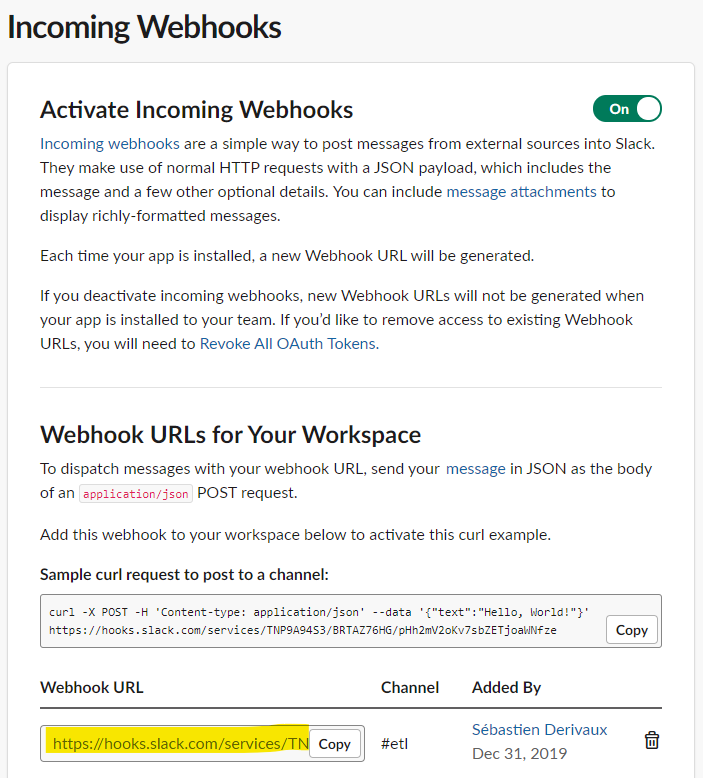 Incoming Webhooks
Activate Incoming Webhooks
On
Incoming webhooks are a simple way to post messages from external sources into Slack.
They make use of normal HTTP requests with a JSON payload, which includes the
message and a few other optional details. You can include message attachments to
display richly-formatted messages.
Each time your app is installed, a new Webhook URL will be generated.
If you deactivate incoming webhooks, new Webhook URLs will not be generated when
your app is installed to your team. If you’d like to remove access to existing Webhook
URLs, you will need to Revoke All OAuth Tokens.
Webhook URLs for Your Workspace
To dispatch messages with your webhook URL, send your message in JSON as the body
of an application/json POST request.
Add this webhook to your workspace below to activate this curl example.
Sample curl request to post to a channel:
curl -X POST -H 'Content-type: application/json' --data '{"text":"Hello, World!"}'
https://hooks.slack.com/services/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
Copy
Webhook URL Channel Added By
https://hooks.slack.com/services/TN Copy #etl Sébastien Derivaux
Dec 31, 2019